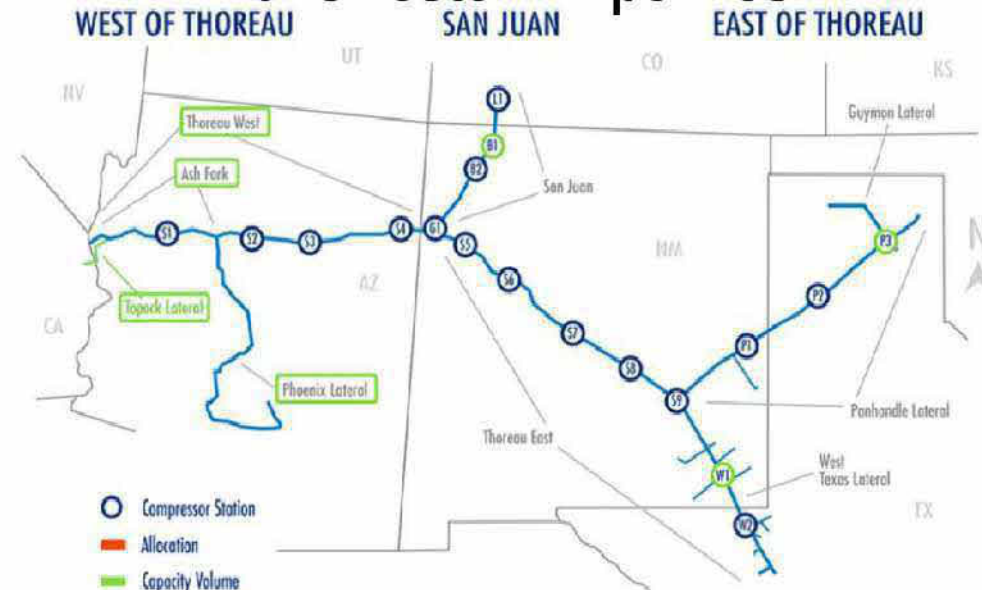 WEST OF THOREAU
SAN JUAN
EAST OF THOREAU
UT
CO
KS
NV
Guymon Lateral
Thoreau West
L1
B1
Ash Fork
B2
San Juan
S1
S2
S3
S4
G1
S5
NM
P3
AZ
S6
P2
Topock Lateral
CA
S7
P1
S8
Phoenix Lateral
S9
Panhandle Lateral
Thoreau East
W1
West
Texas Lateral
TX
W2
Compressor Station
Allocation
Capacity Volume
N